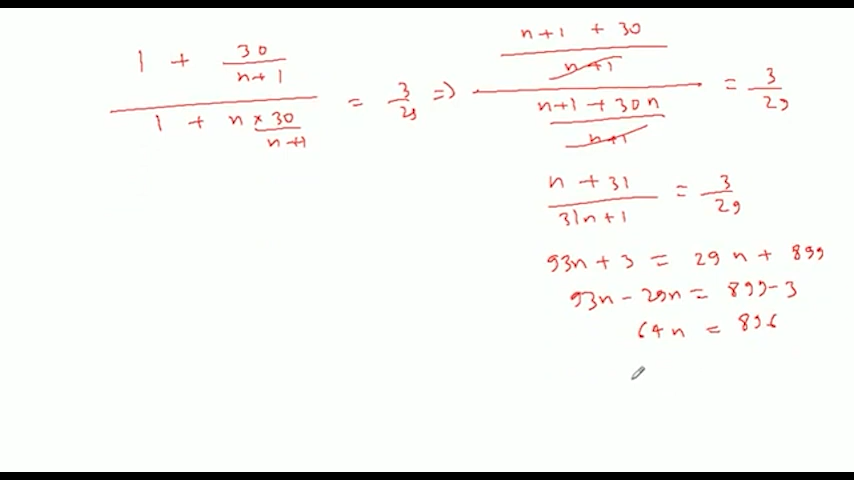 1 + 30/(n+1) / 1 + n × 30/(n+1) = 3/29 => (n+1 + 30)/(n+1) / (n+1 + 30n)/(n+1) = 3/29
n + 31 / 31n + 1 = 3/29
93n + 3 = 29n + 899
93n - 29n = 899 - 3
64n = 896